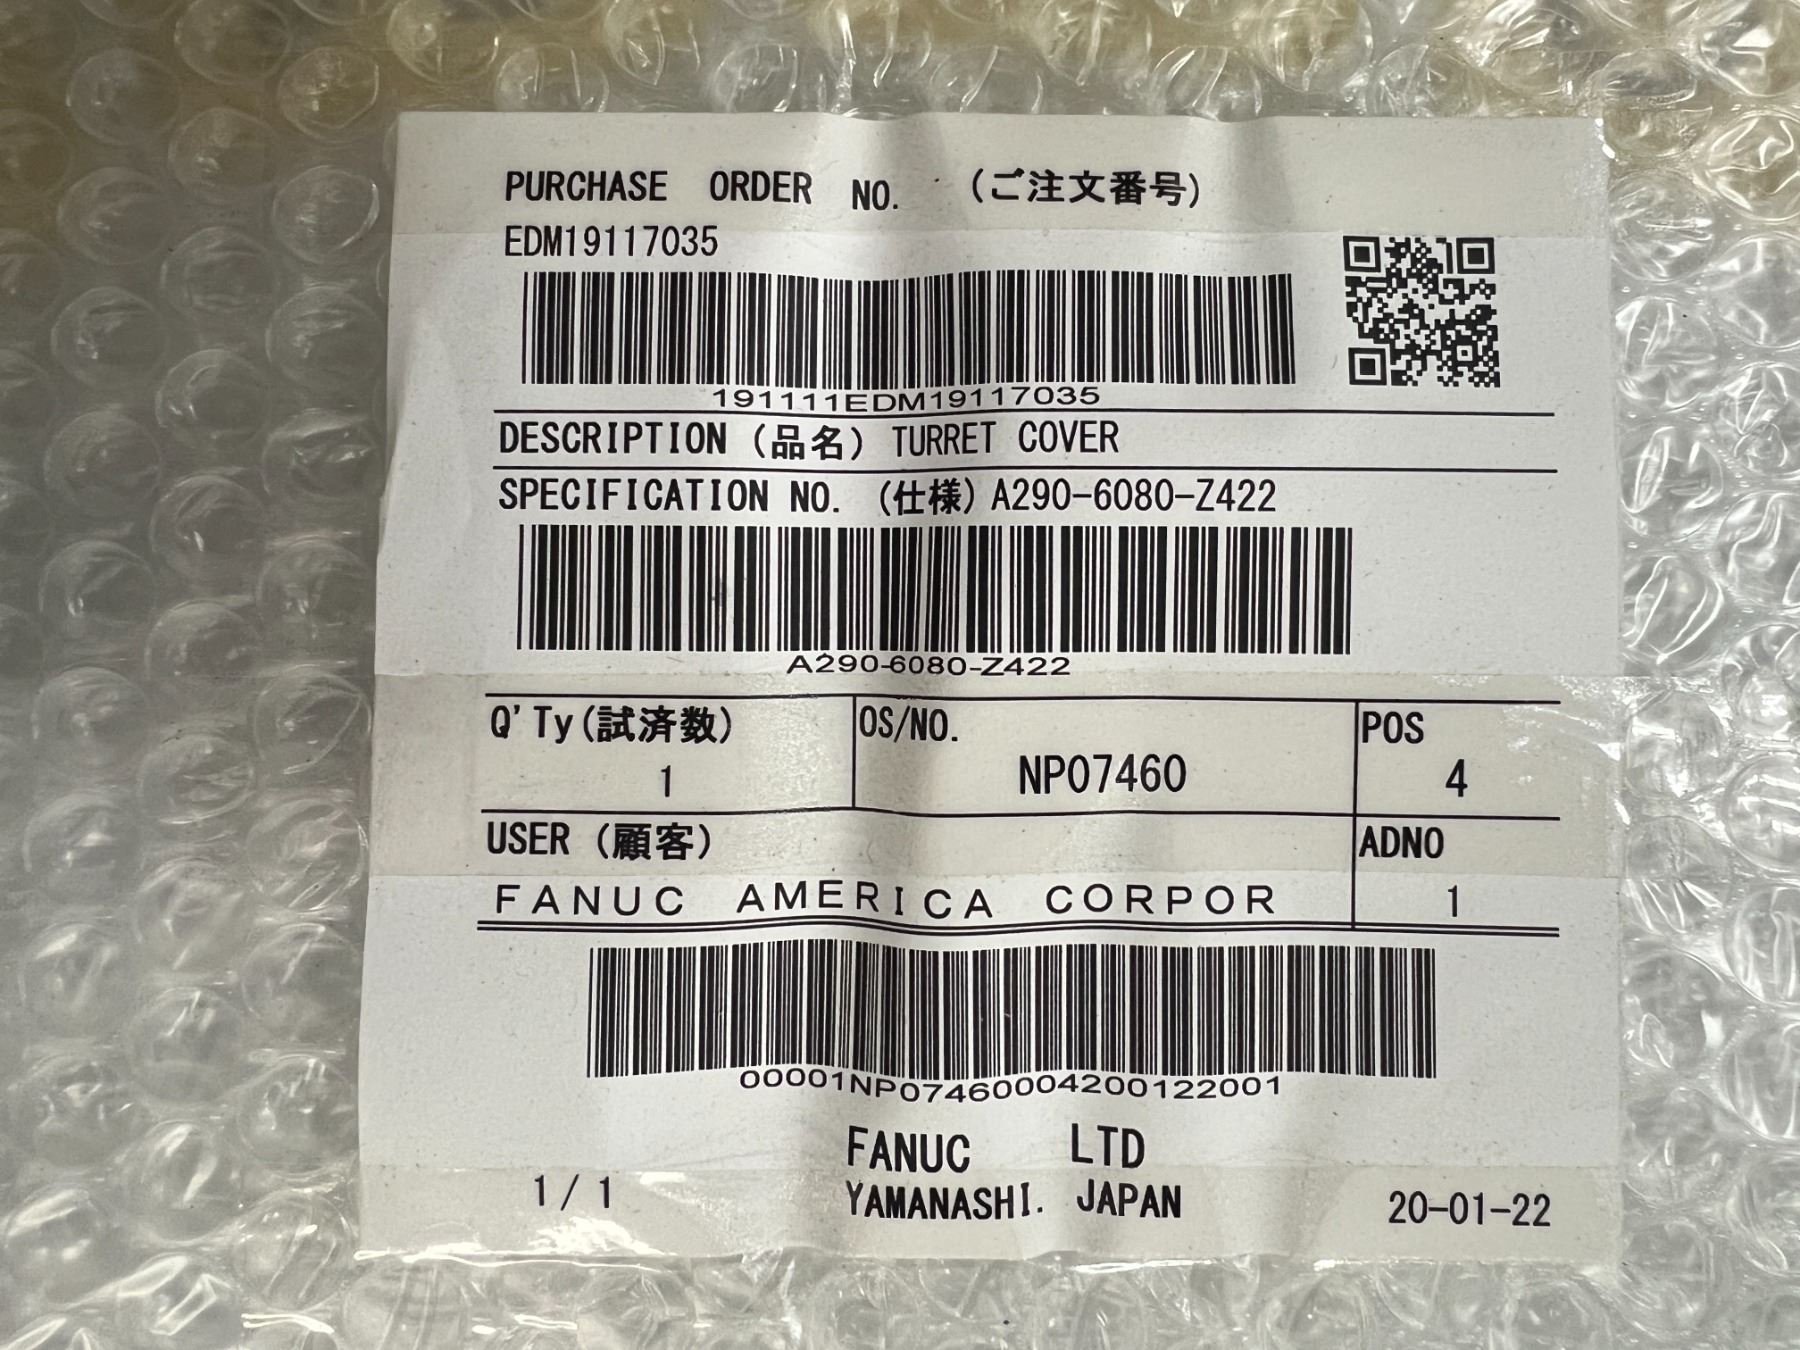 PURCHASE ORDER NO. (ご注文番号)
EDM19117035
191111EDM19117035
DESCRIPTION (品名) TURRET COVER
SPECIFICATION NO. (仕様) A290-6080-Z422
A290-6080-Z422
Q'Ty(試済数) OS/NO. POS
1 NP07460 4
USER (顧客) ADNO
FANUC AMERICA CORPOR 1
00001NP07460004200122001
FANUC LTD
1/1 YAMANASHI. JAPAN 20-01-22